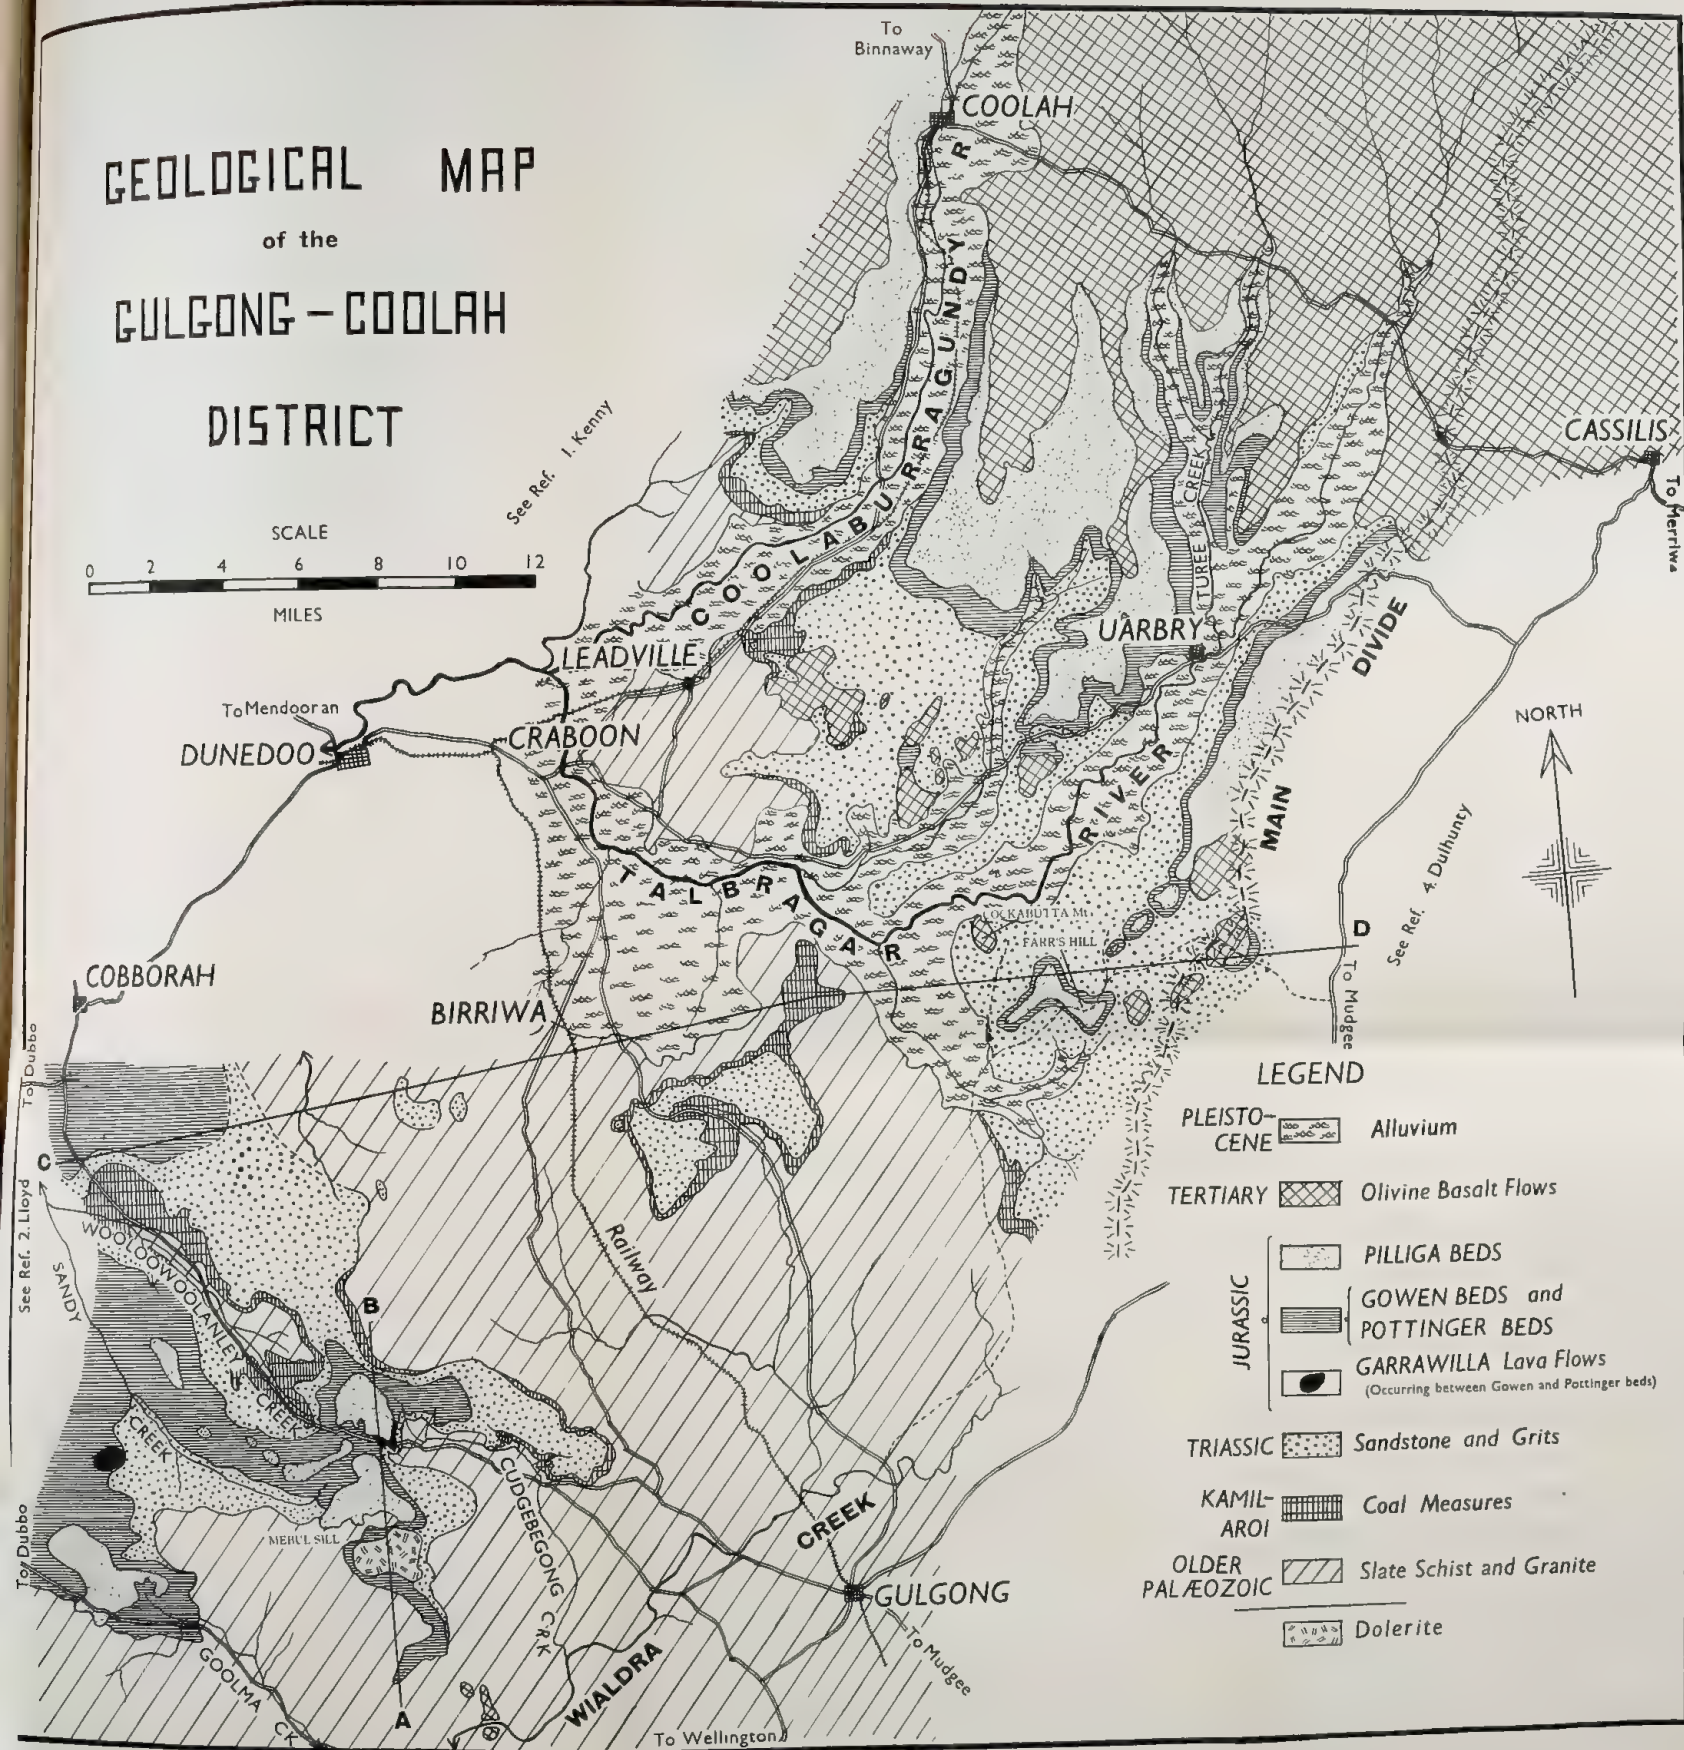 GEOLOGICAL MAP
of the
GULGONG – COOLAH
DISTRICT
SCALE
0 2 4 6 8 10 12
MILES
To
Binnaway
COOLAH
See Ref. 1. Kenny
COOLABURRAGUNDY R
TUREE CREEK
CASSILIS
To Merriwa
UARBRY
LEADVILLE
To Mendooran
DUNEDOO
CRABOON
MAIN DIVIDE
NORTH
See Ref. 4. Dulhunty
TALBRAGAR RIVER
LOCKABUTTA Mt.
FARR'S HILL
D
To Mudgee
COBBORAH
BIRRIWA
To Dubbo
C
See Ref. 2. Lloyd
WOOLOOWOOLANLEY CREEK
SANDY
CREEK
B
Railway
MEBUL SILL
CUDGEBEGONG CRK
CREEK
GULGONG
To Dubbo
GOOLMA CK
A
WIALDRA
To Mudgee
To Wellington
LEGEND
PLEISTO-
CENE
Alluvium
TERTIARY
Olivine Basalt Flows
JURASSIC
PILLIGA BEDS
GOWEN BEDS and
POTTINGER BEDS
GARRAWILLA Lava Flows
(Occurring between Gowen and Pottinger beds)
TRIASSIC
Sandstone and Grits
KAMIL-
AROI
Coal Measures
OLDER
PALÆOZOIC
Slate Schist and Granite
Dolerite